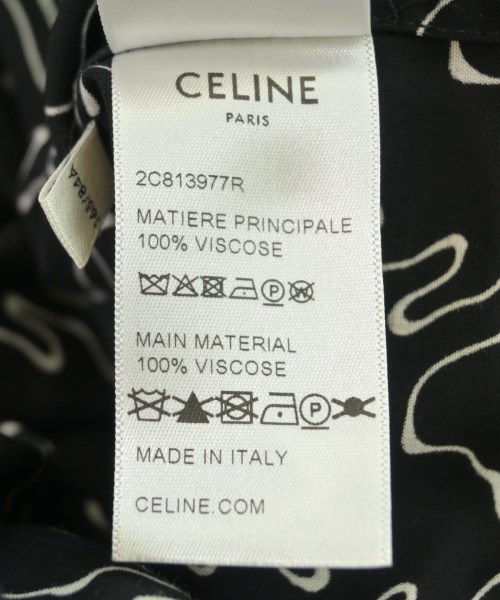 CELINE
PARIS
2C813977R
MATIERE PRINCIPALE
100% VISCOSE
MAIN MATERIAL
100% VISCOSE
MADE IN ITALY
CELINE.COM